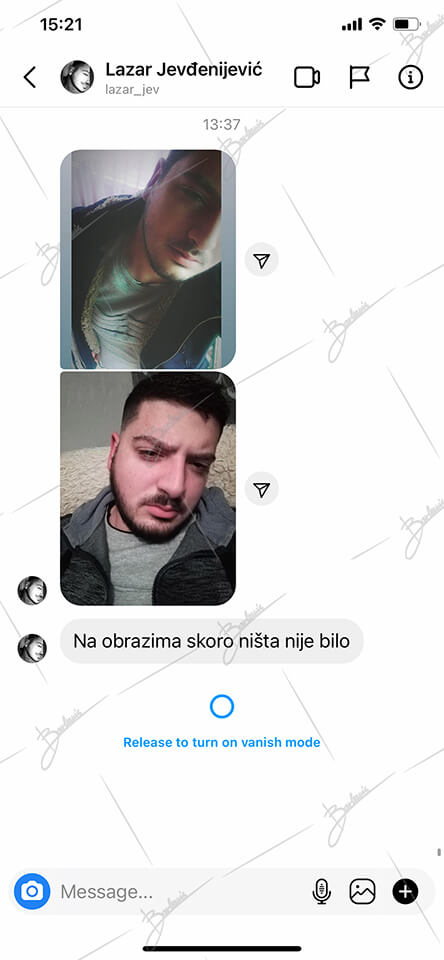 15:21
Lazar Jevđenijević
lazar_jev
13:37
Na obrazima skoro ništa nije bilo
Release to turn on vanish mode
Message...